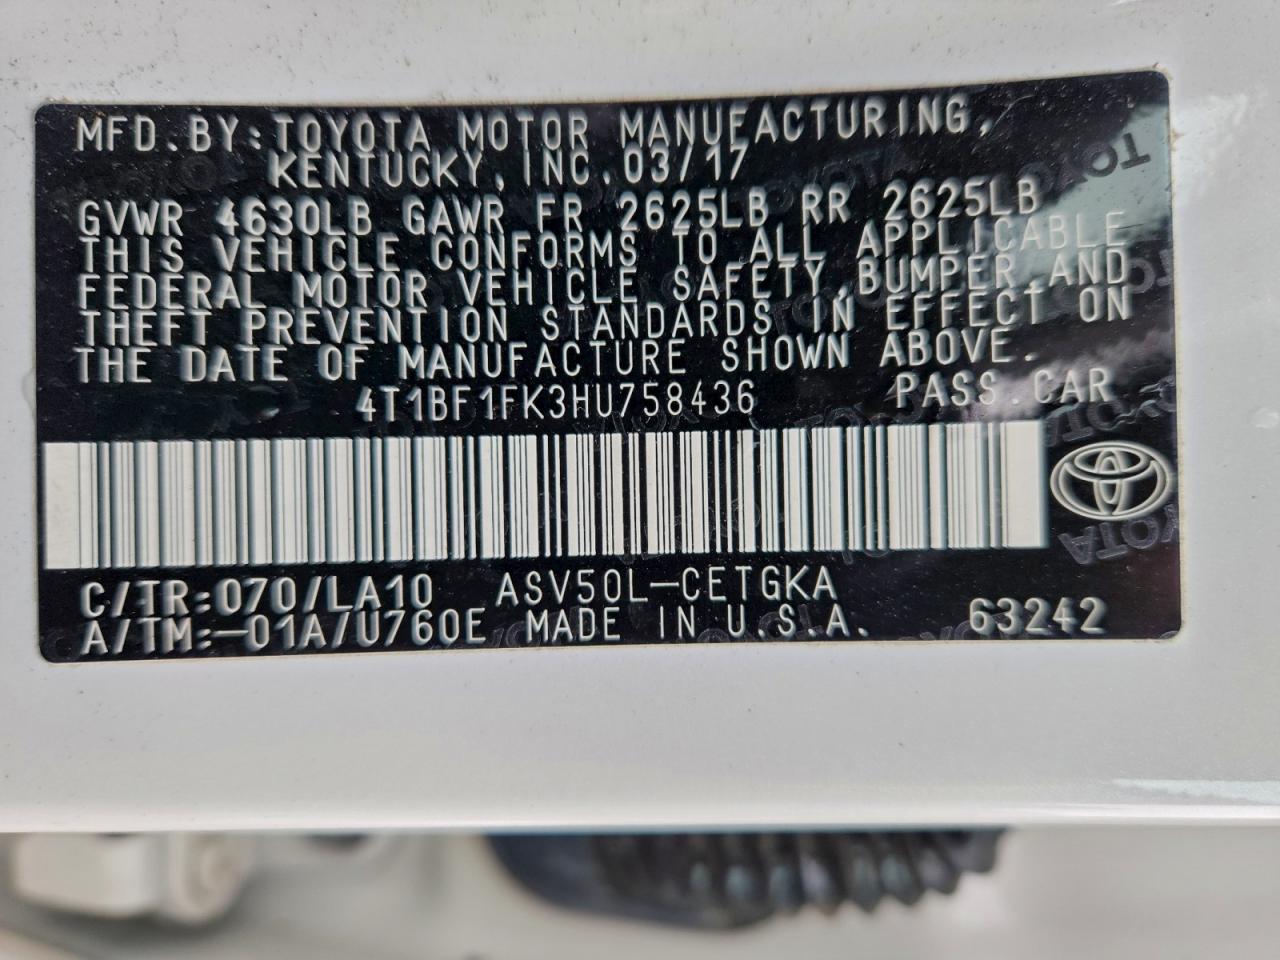 MFD.BY:TOYOTA MOTOR MANUFACTURING,
KENTUCKY,INC.03/17
GVWR 4630LB GAWR FR 2625LB RR 2625LB
THIS VEHICLE CONFORMS TO ALL APPLICABLE
FEDERAL MOTOR VEHICLE SAFETY,BUMPER,AND
THEFT PREVENTION STANDARDS IN EFFECT ON
THE DATE OF MANUFACTURE SHOWN ABOVE.
4T1BF1FK3HU758436 PASS.CAR
C/TR:070/LA10 ASV50L-CETGKA
A/TM:-01A/U760E MADE IN U.S.A. 63242
TOYOTA